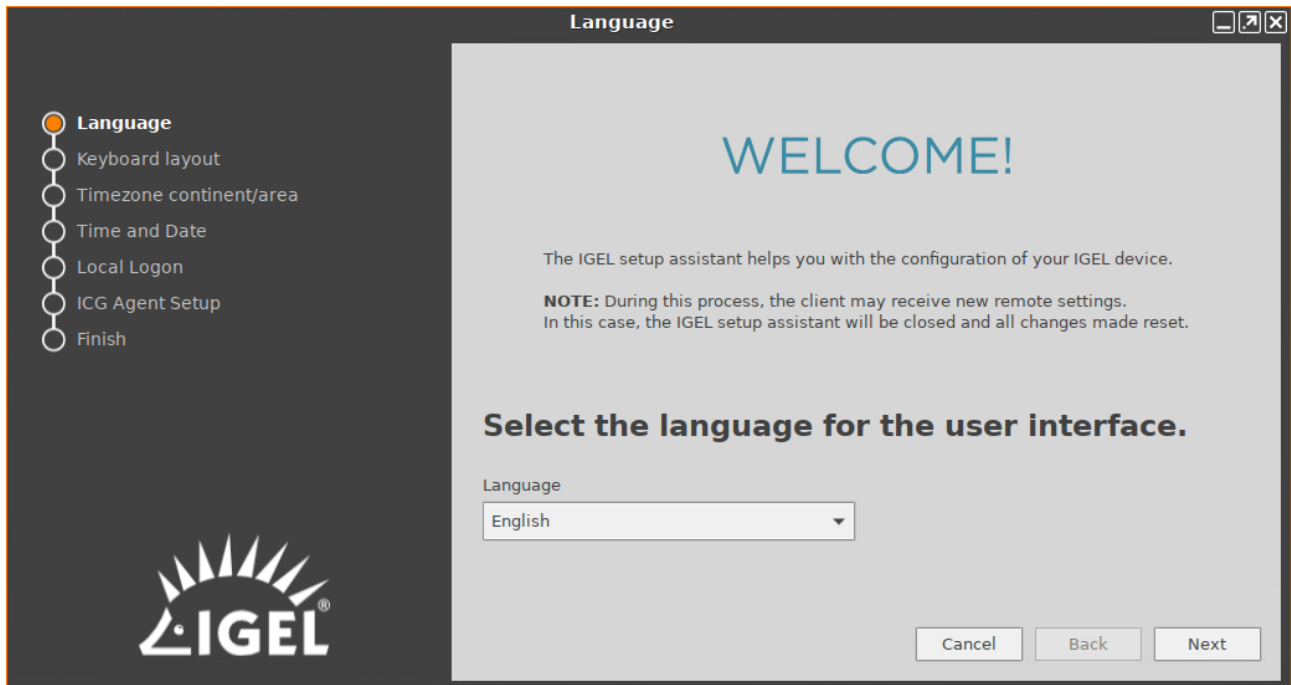 Language
Language
Keyboard layout
Timezone continent/area
Time and Date
Local Logon
ICG Agent Setup
Finish
IGEL®
WELCOME!
The IGEL setup assistant helps you with the configuration of your IGEL device.
NOTE: During this process, the client may receive new remote settings.
In this case, the IGEL setup assistant will be closed and all changes made reset.
Select the language for the user interface.
Language
English
Cancel Back Next